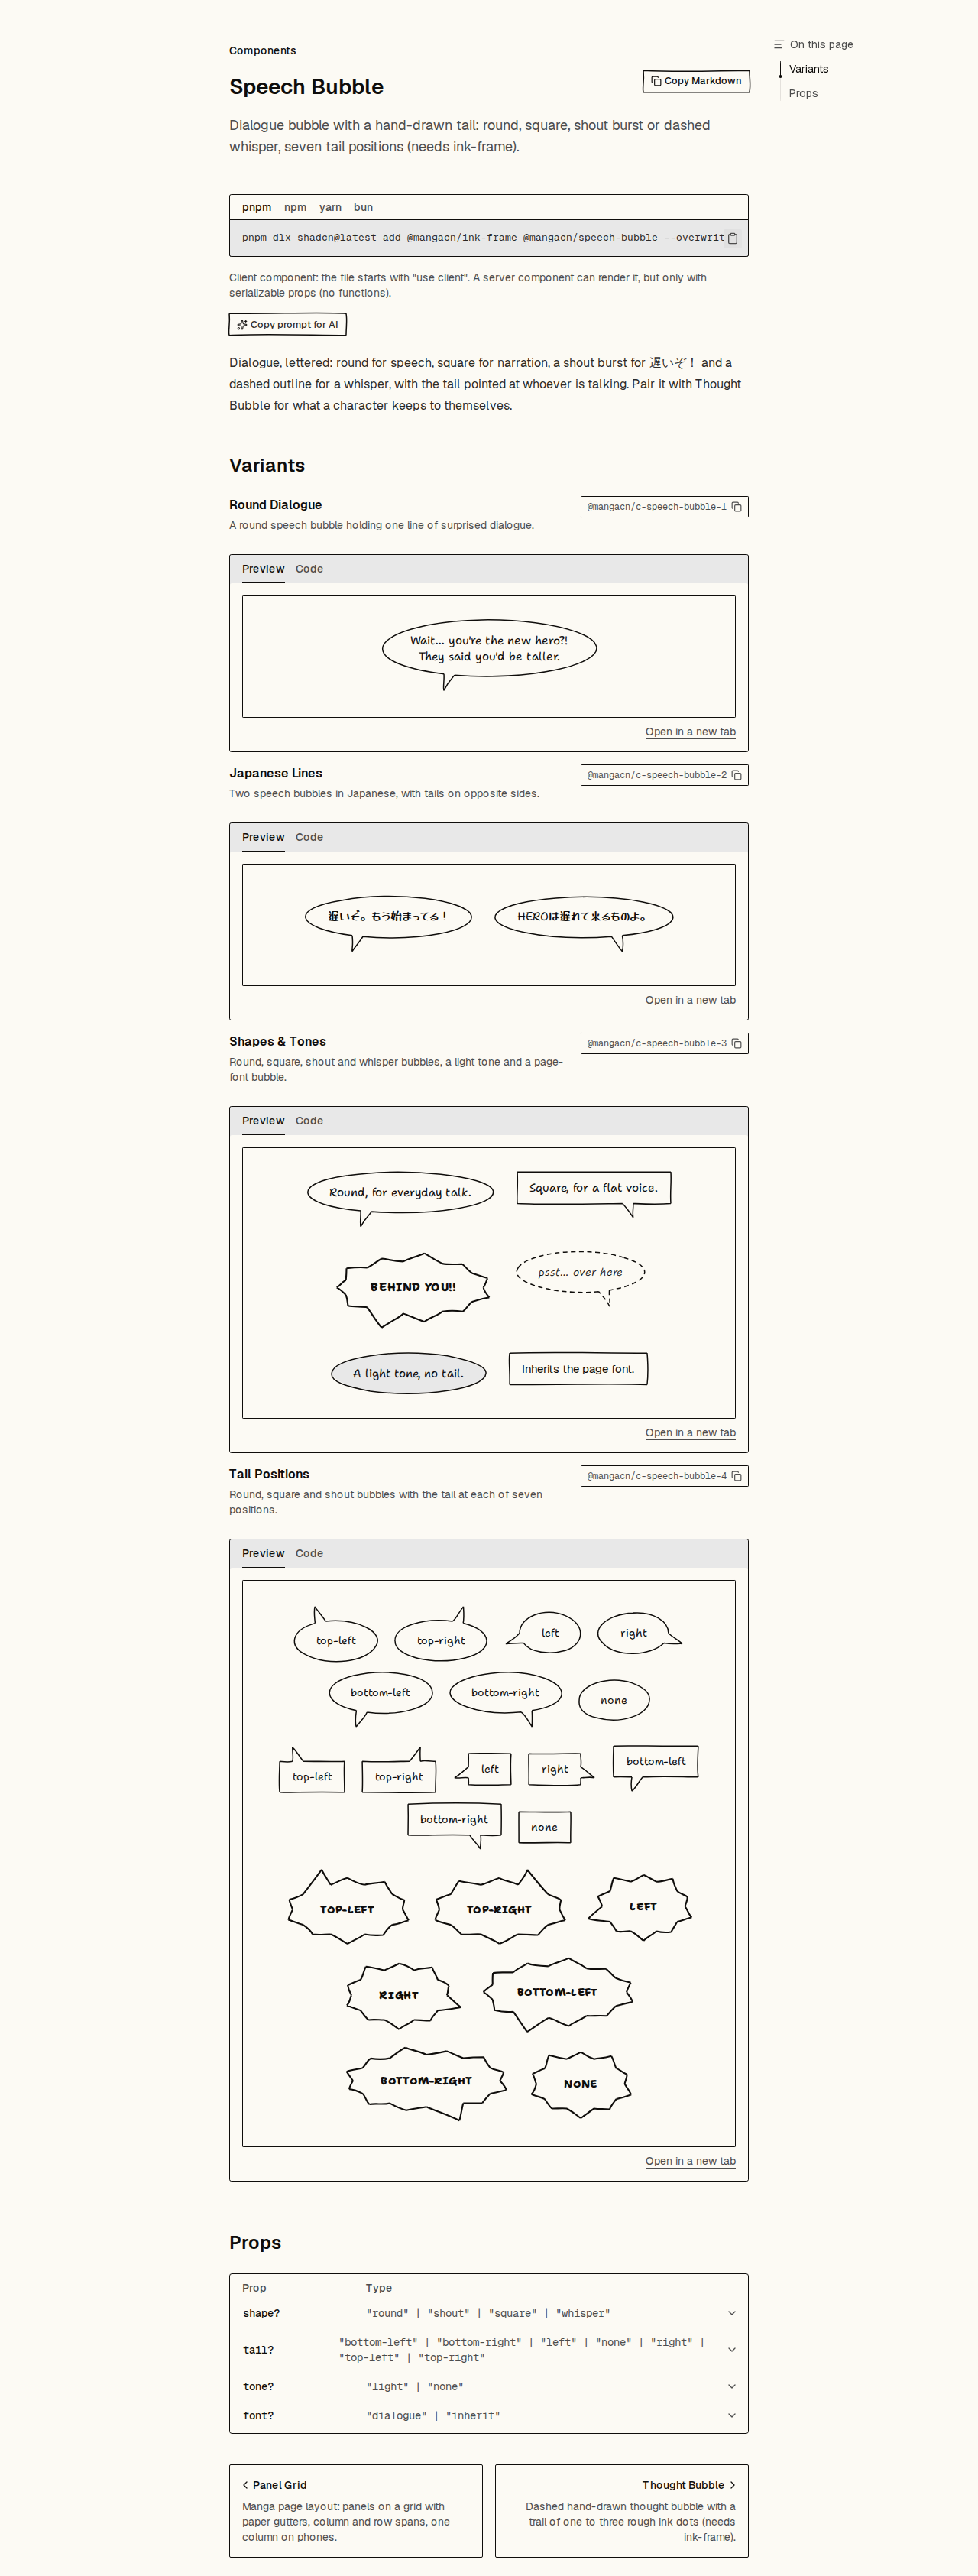 Components
On this page
Variants
Props
Speech Bubble
Copy Markdown
Dialogue bubble with a hand-drawn tail: round, square, shout burst or dashed
whisper, seven tail positions (needs ink-frame).
pnpm npm yarn bun
pnpm dlx shadcn@latest add @mangacn/ink-frame @mangacn/speech-bubble --overwrit
Client component: the file starts with "use client". A server component can render it, but only with
serializable props (no functions).
Copy prompt for AI
Dialogue, lettered: round for speech, square for narration, a shout burst for 遅いぞ！ and a
dashed outline for a whisper, with the tail pointed at whoever is talking. Pair it with Thought
Bubble for what a character keeps to themselves.
Variants
Round Dialogue
@mangacn/c-speech-bubble-1
A round speech bubble holding one line of surprised dialogue.
Preview Code
Wait... you're the new hero?!
They said you'd be taller.
Open in a new tab
Japanese Lines
@mangacn/c-speech-bubble-2
Two speech bubbles in Japanese, with tails on opposite sides.
Preview Code
遅いぞ。もう始まってる！
HEROは遅れて来るものよ。
Open in a new tab
Shapes & Tones
@mangacn/c-speech-bubble-3
Round, square, shout and whisper bubbles, a light tone and a page-
font bubble.
Preview Code
Round, for everyday talk.
Square, for a flat voice.
BEHIND YOU!!
psst... over here
A light tone, no tail.
Inherits the page font.
Open in a new tab
Tail Positions
@mangacn/c-speech-bubble-4
Round, square and shout bubbles with the tail at each of seven
positions.
Preview Code
top-left
top-right
left
right
bottom-left
bottom-right
none
top-left
top-right
left
right
bottom-left
bottom-right
none
TOP-LEFT
TOP-RIGHT
LEFT
RIGHT
BOTTOM-LEFT
BOTTOM-RIGHT
NONE
Open in a new tab
Props
Prop Type
shape? "round" | "shout" | "square" | "whisper"
tail? "bottom-left" | "bottom-right" | "left" | "none" | "right" |
"top-left" | "top-right"
tone? "light" | "none"
font? "dialogue" | "inherit"
Panel Grid
Manga page layout: panels on a grid with
paper gutters, column and row spans, one
column on phones.
Thought Bubble
Dashed hand-drawn thought bubble with a
trail of one to three rough ink dots (needs
ink-frame).